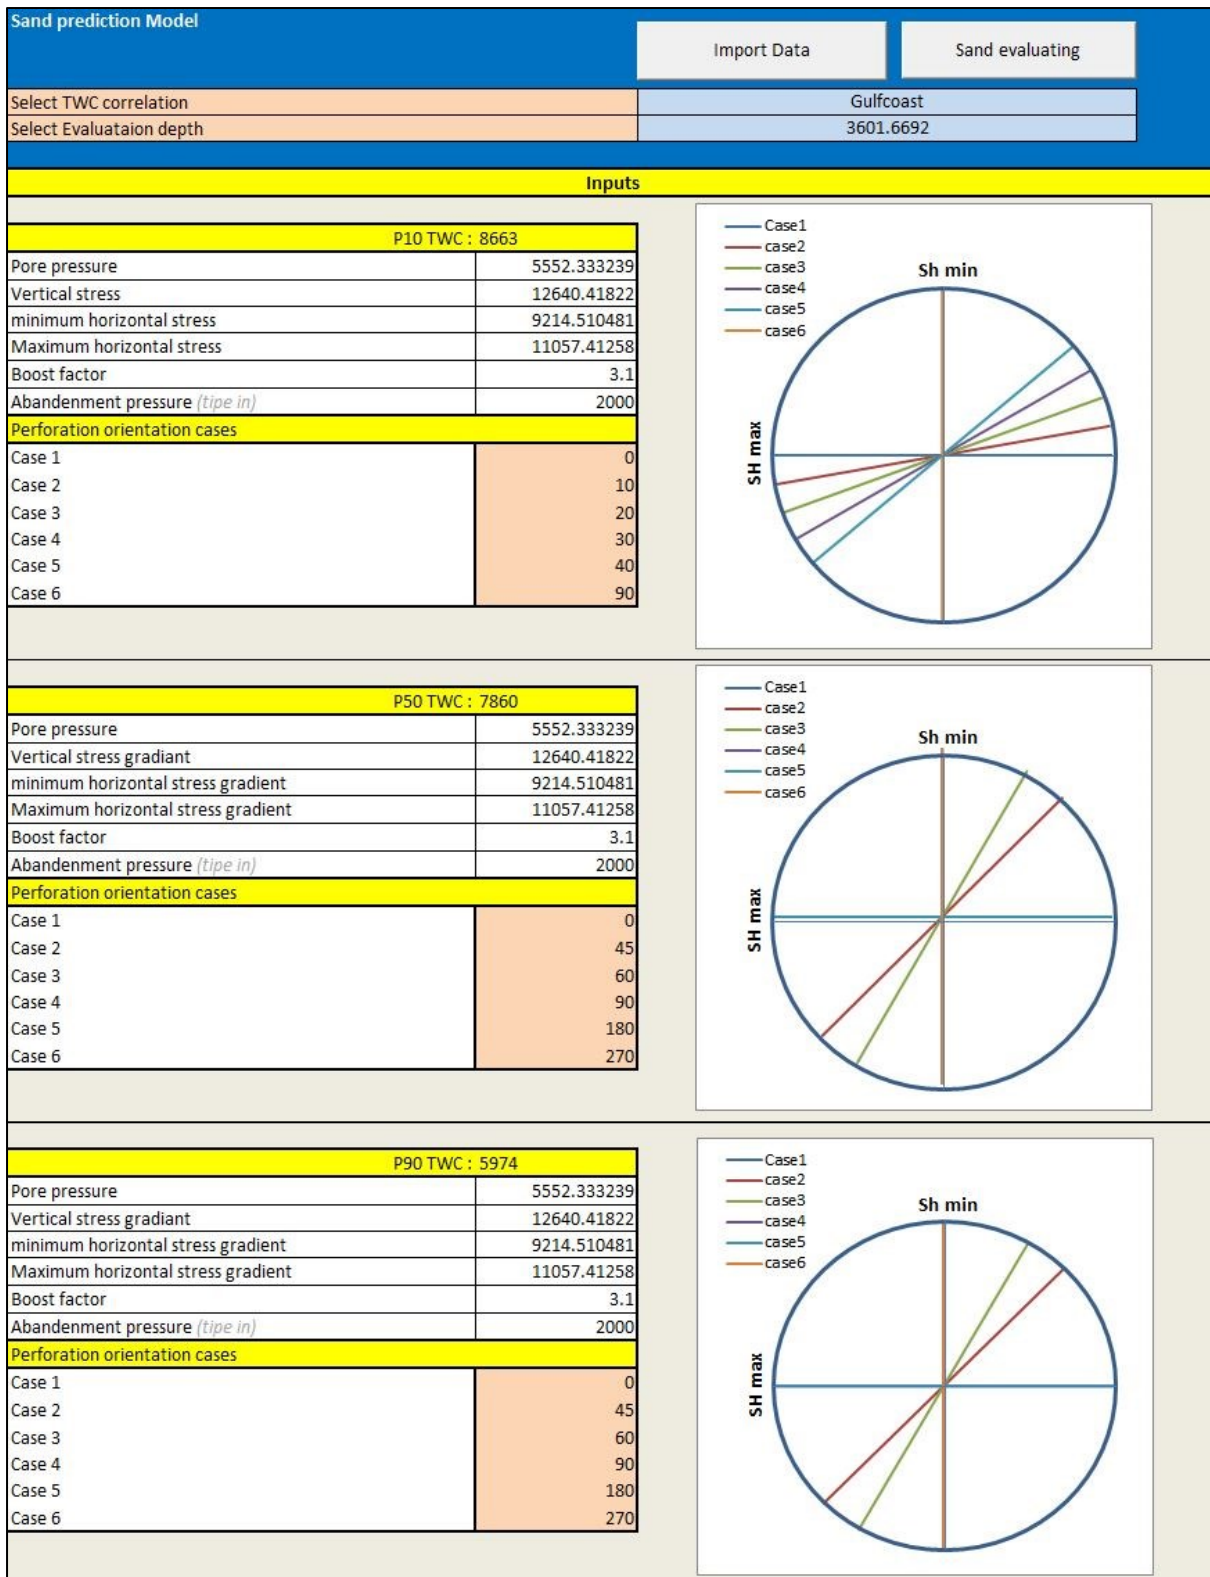 Sand prediction Model
Import Data
Sand evaluating
Select TWC correlation Gulfcoast
Select Evaluataion depth 3601.6692
Inputs
P10 TWC : 8663
Pore pressure 5552.333239
Vertical stress 12640.41822
minimum horizontal stress 9214.510481
Maximum horizontal stress 11057.41258
Boost factor 3.1
Abandenment pressure (tipe in) 2000
Perforation orientation cases
Case 1 0
Case 2 10
Case 3 20
Case 4 30
Case 5 40
Case 6 90
Case1
case2
case3
case4
case5
case6
Sh min
SH max
P50 TWC : 7860
Pore pressure 5552.333239
Vertical stress gradiant 12640.41822
minimum horizontal stress gradient 9214.510481
Maximum horizontal stress gradient 11057.41258
Boost factor 3.1
Abandenment pressure (tipe in) 2000
Perforation orientation cases
Case 1 0
Case 2 45
Case 3 60
Case 4 90
Case 5 180
Case 6 270
Case1
case2
case3
case4
case5
case6
Sh min
SH max
P90 TWC : 5974
Pore pressure 5552.333239
Vertical stress gradiant 12640.41822
minimum horizontal stress gradient 9214.510481
Maximum horizontal stress gradient 11057.41258
Boost factor 3.1
Abandenment pressure (tipe in) 2000
Perforation orientation cases
Case 1 0
Case 2 45
Case 3 60
Case 4 90
Case 5 180
Case 6 270
Case1
case2
case3
case4
case5
case6
Sh min
SH max